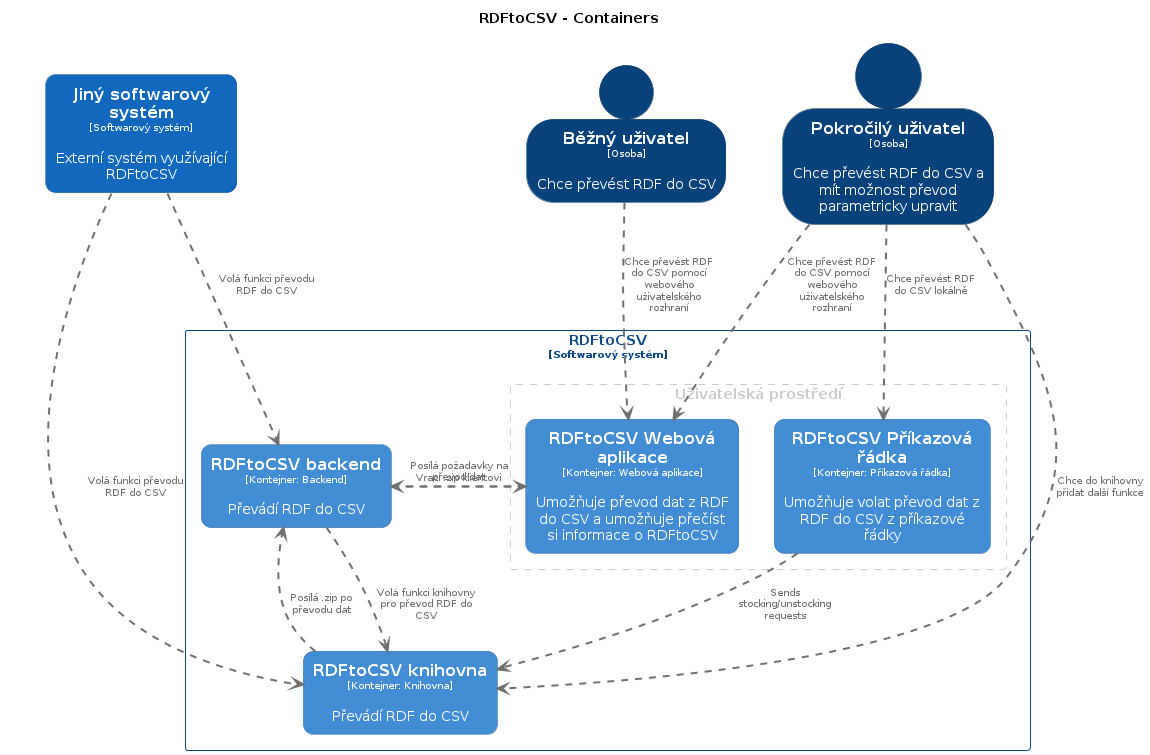 RDFtoCSV - Containers
Jiný softwarový
systém
[Softwarový systém]
Externí systém využívající
RDFtoCSV
Běžný uživatel
[Osoba]
Chce převést RDF do CSV
Pokročilý uživatel
[Osoba]
Chce převést RDF do CSV a
mít možnost převod
parametricky upravit
Volá funkci převodu
RDF do CSV
Chce převést RDF
do CSV pomocí
webového
uživatelského
rozhraní
Chce převést RDF
do CSV pomocí
webového
uživatelského
rozhraní
Chce převést RDF
do CSV lokálně
RDFtoCSV
[Softwarový systém]
Uživatelská prostředí
RDFtoCSV backend
[Kontejner: Backend]
Převádí RDF do CSV
Posílá požadavky na
převod dat
Vrací .zip klientovi
RDFtoCSV Webová
aplikace
[Kontejner: Webová aplikace]
Umožňuje převod dat z RDF
do CSV a umožňuje přečíst
si informace o RDFtoCSV
RDFtoCSV Příkazová
řádka
[Kontejner: Příkazová řádka]
Umožňuje volat převod dat z
RDF do CSV z příkazové
řádky
Volá funkci převodu
RDF do CSV
Chce do knihovny
přidat další funkce
Posílá .zip po
převodu dat
Volá funkci knihovny
pro převod RDF do
CSV
Sends
stocking/unstocking
requests
RDFtoCSV knihovna
[Kontejner: Knihovna]
Převádí RDF do CSV